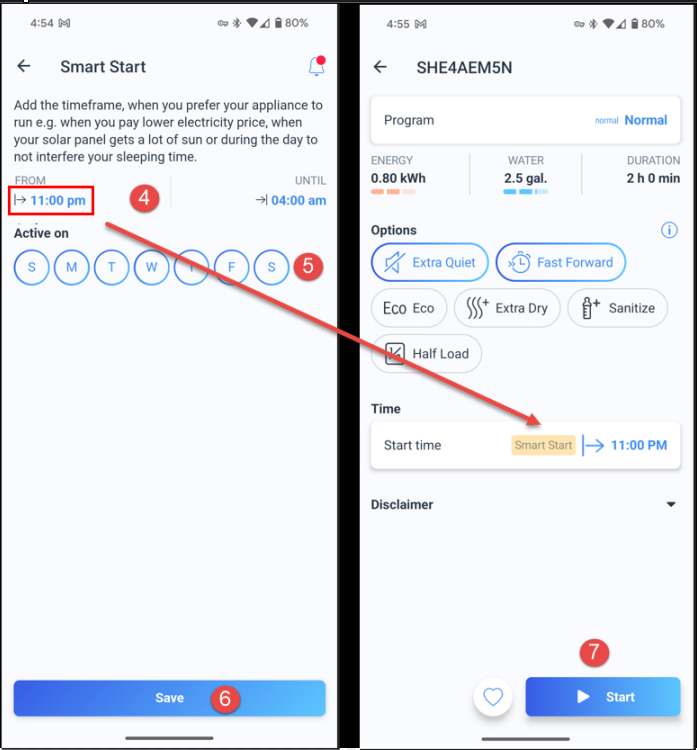 4:54
80%
Smart Start
Add the timeframe, when you prefer your appliance to
run e.g. when you pay lower electricity price, when
your solar panel gets a lot of sun or during the day to
not interfere your sleeping time.
FROM
UNTIL
11:00 pm
04:00 am
4
Active on
S M T W T F S
5
Save
6
4:55
80%
SHE4AEM5N
Program
normal Normal
ENERGY
WATER
DURATION
0.80 kWh
2.5 gal.
2 h 0 min
Options
Extra Quiet
Fast Forward
Eco Eco
Extra Dry
Sanitize
½ Half Load
Time
Start time
Smart Start
11:00 PM
Disclaimer
7
Start